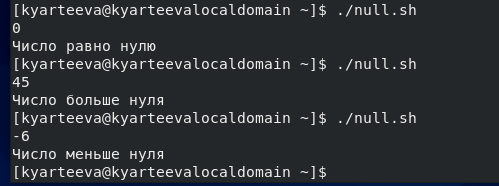 [kyarteeva@kyarteevalocaldomain ~]$ ./null.sh
0
Число равно нулю
[kyarteeva@kyarteevalocaldomain ~]$ ./null.sh
45
Число больше нуля
[kyarteeva@kyarteevalocaldomain ~]$ ./null.sh
-6
Число меньше нуля
[kyarteeva@kyarteevalocaldomain ~]$